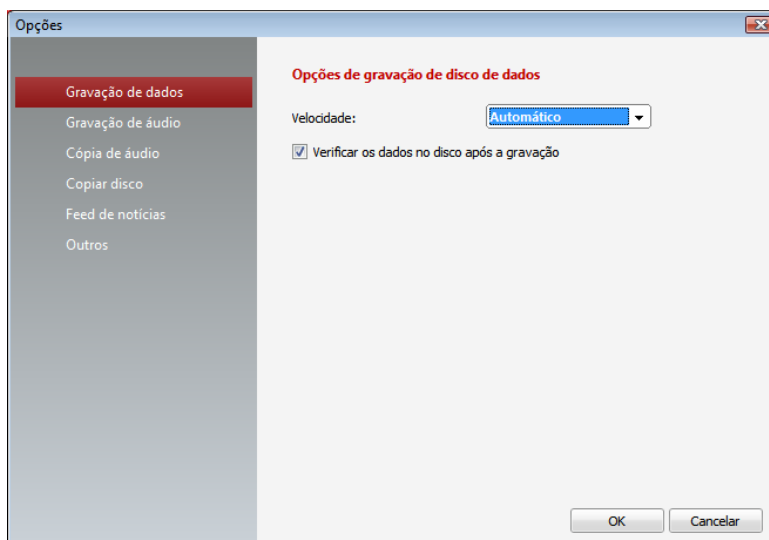 Opções
Gravação de dados
Gravação de áudio
Cópia de áudio
Copiar disco
Feed de notícias
Outros
Opções de gravação de disco de dados
Velocidade: Automático
Verificar os dados no disco após a gravação
OK Cancelar